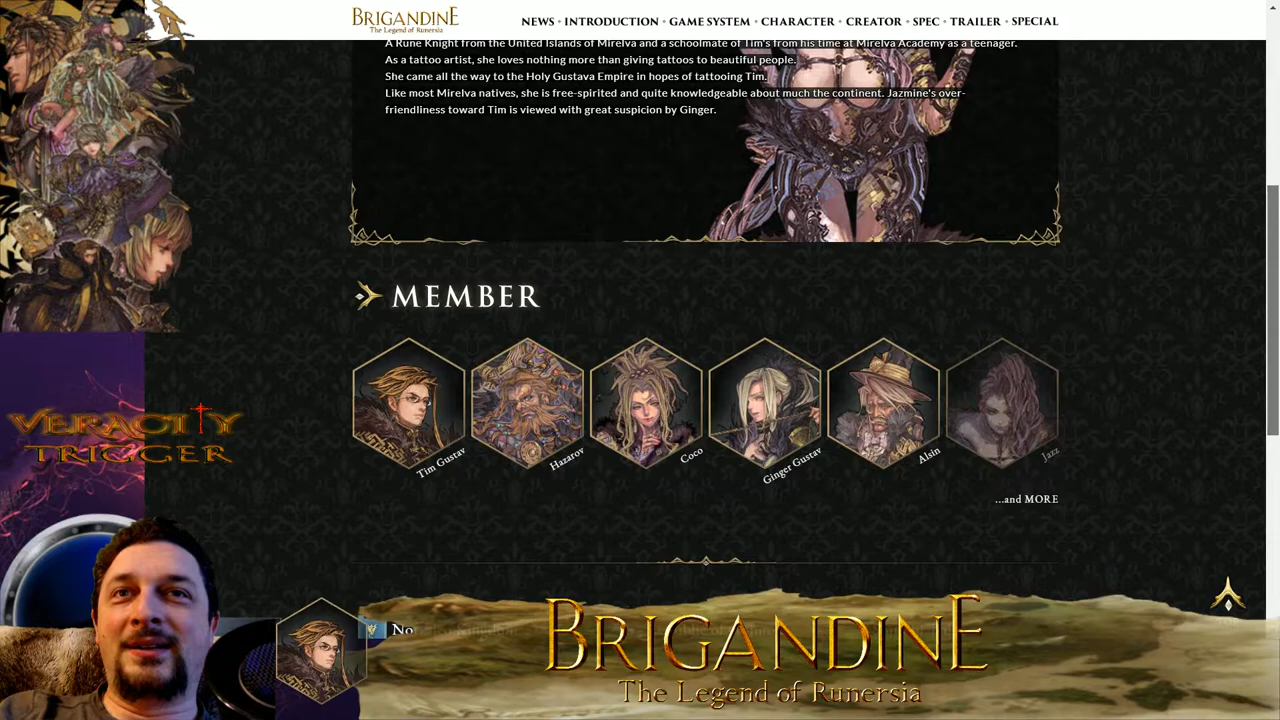 BRIGANDINE
The Legend of Runersia
NEWS • INTRODUCTION • GAME SYSTEM • CHARACTER • CREATOR • SPEC • TRAILER • SPECIAL
A Rune Knight from the United Islands of Mirelva and a schoolmate of Tim's from his time at Mirelva Academy as a teenager.
As a tattoo artist, she loves nothing more than giving tattoos to beautiful people.
She came all the way to the Holy Gustava Empire in hopes of tattooing Tim.
Like most Mirelva natives, she is free-spirited and quite knowledgeable about much the continent. Jazmine's over-
friendliness toward Tim is viewed with great suspicion by Ginger.
MEMBER
Tim Gustav
Hazarov
Coco
Ginger Gustav
Alsin
Jazz
...and MORE
VERACITY
TRIGGER
No
BRIGANDINE
The Legend of Runersia